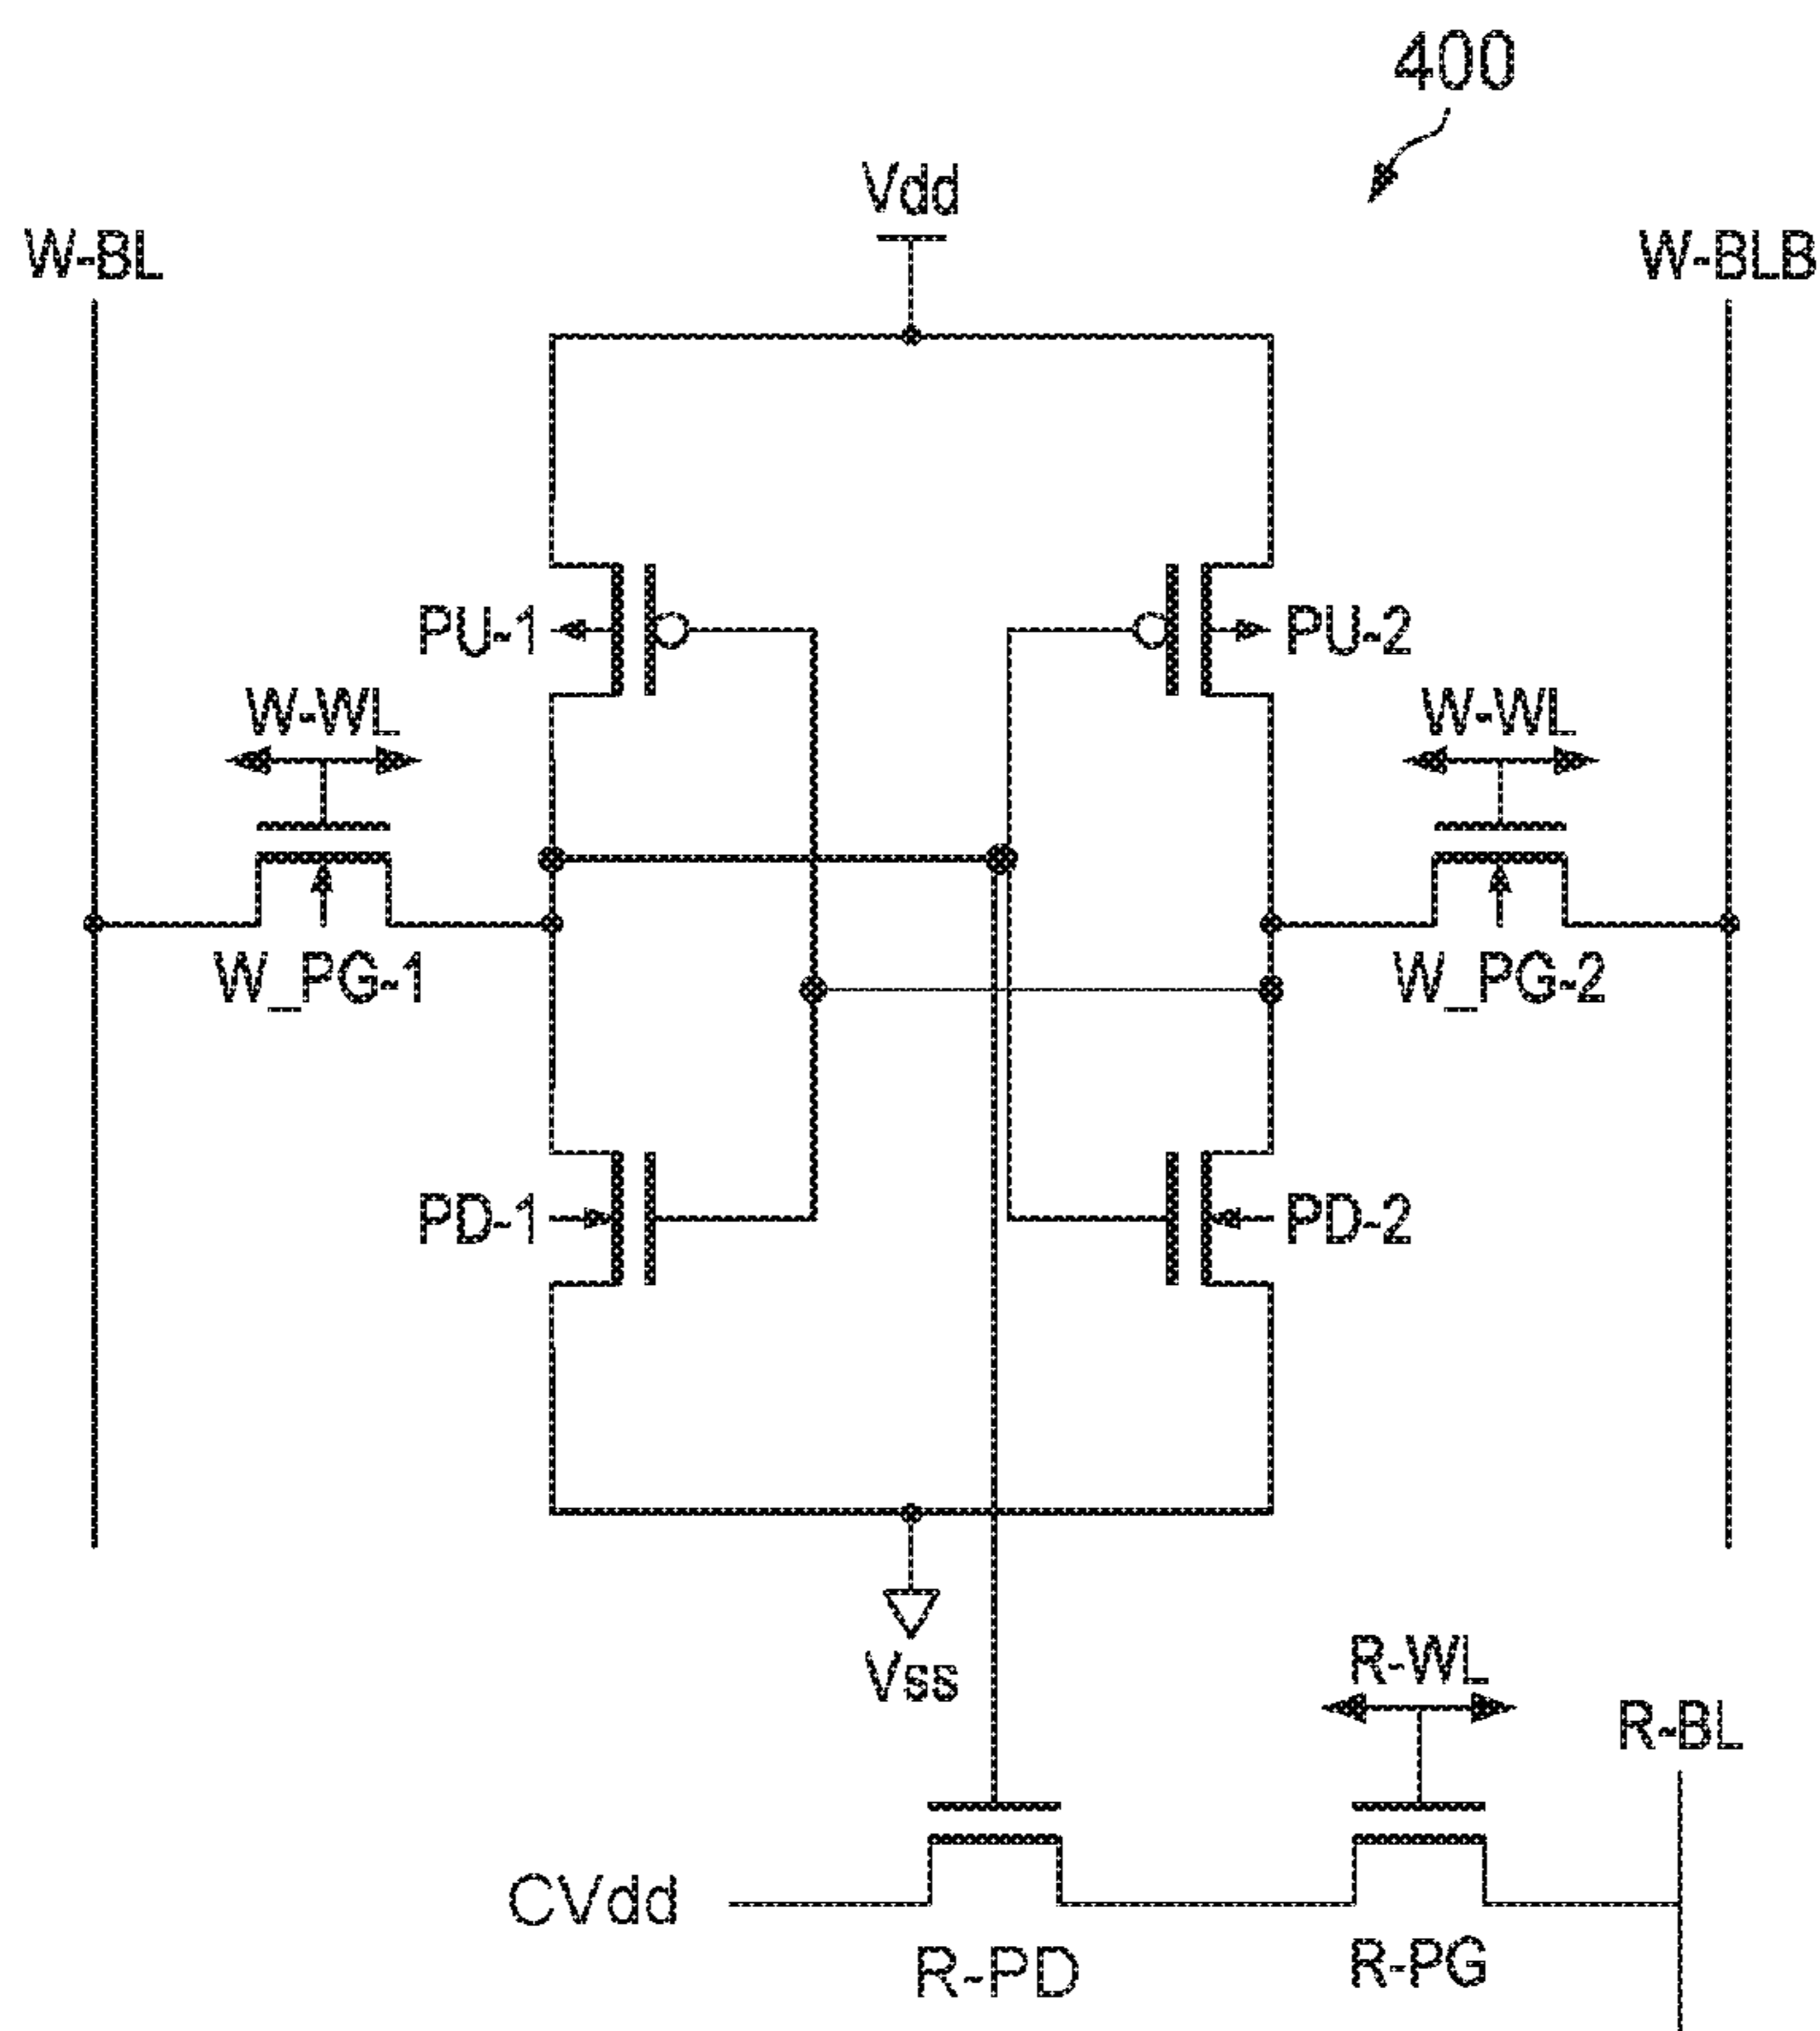 400
Vdd
W-BL
W-BLB
PU-1
PU-2
W-WL
W-WL
W_PG-1
W_PG-2
PD-1
PD-2
Vss
R-WL
R-BL
CVdd
R-PD
R-PG